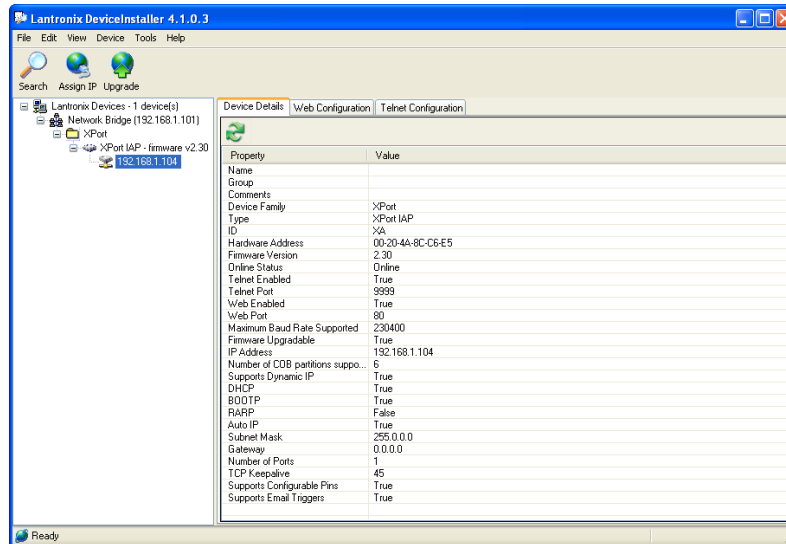 Lantronix DeviceInstaller 4.1.0.3
File Edit View Device Tools Help
Search Assign IP Upgrade
Lantronix Devices - 1 device(s)
Network Bridge (192.168.1.101)
XPort
XPort IAP - firmware v2.30
192.168.1.104
Device Details Web Configuration Telnet Configuration
Property Value
Name
Group
Comments
Device Family XPort
Type XPort IAP
ID XA
Hardware Address 00-20-4A-8C-C6-E5
Firmware Version 2.30
Online Status Online
Telnet Enabled True
Telnet Port 9999
Web Enabled True
Web Port 80
Maximum Baud Rate Supported 230400
Firmware Upgradable True
IP Address 192.168.1.104
Number of COB partitions suppo... 6
Supports Dynamic IP True
DHCP True
BOOTP True
RARP False
Auto IP True
Subnet Mask 255.0.0.0
Gateway 0.0.0.0
Number of Ports 1
TCP Keepalive 45
Supports Configurable Pins True
Supports Email Triggers True
Ready